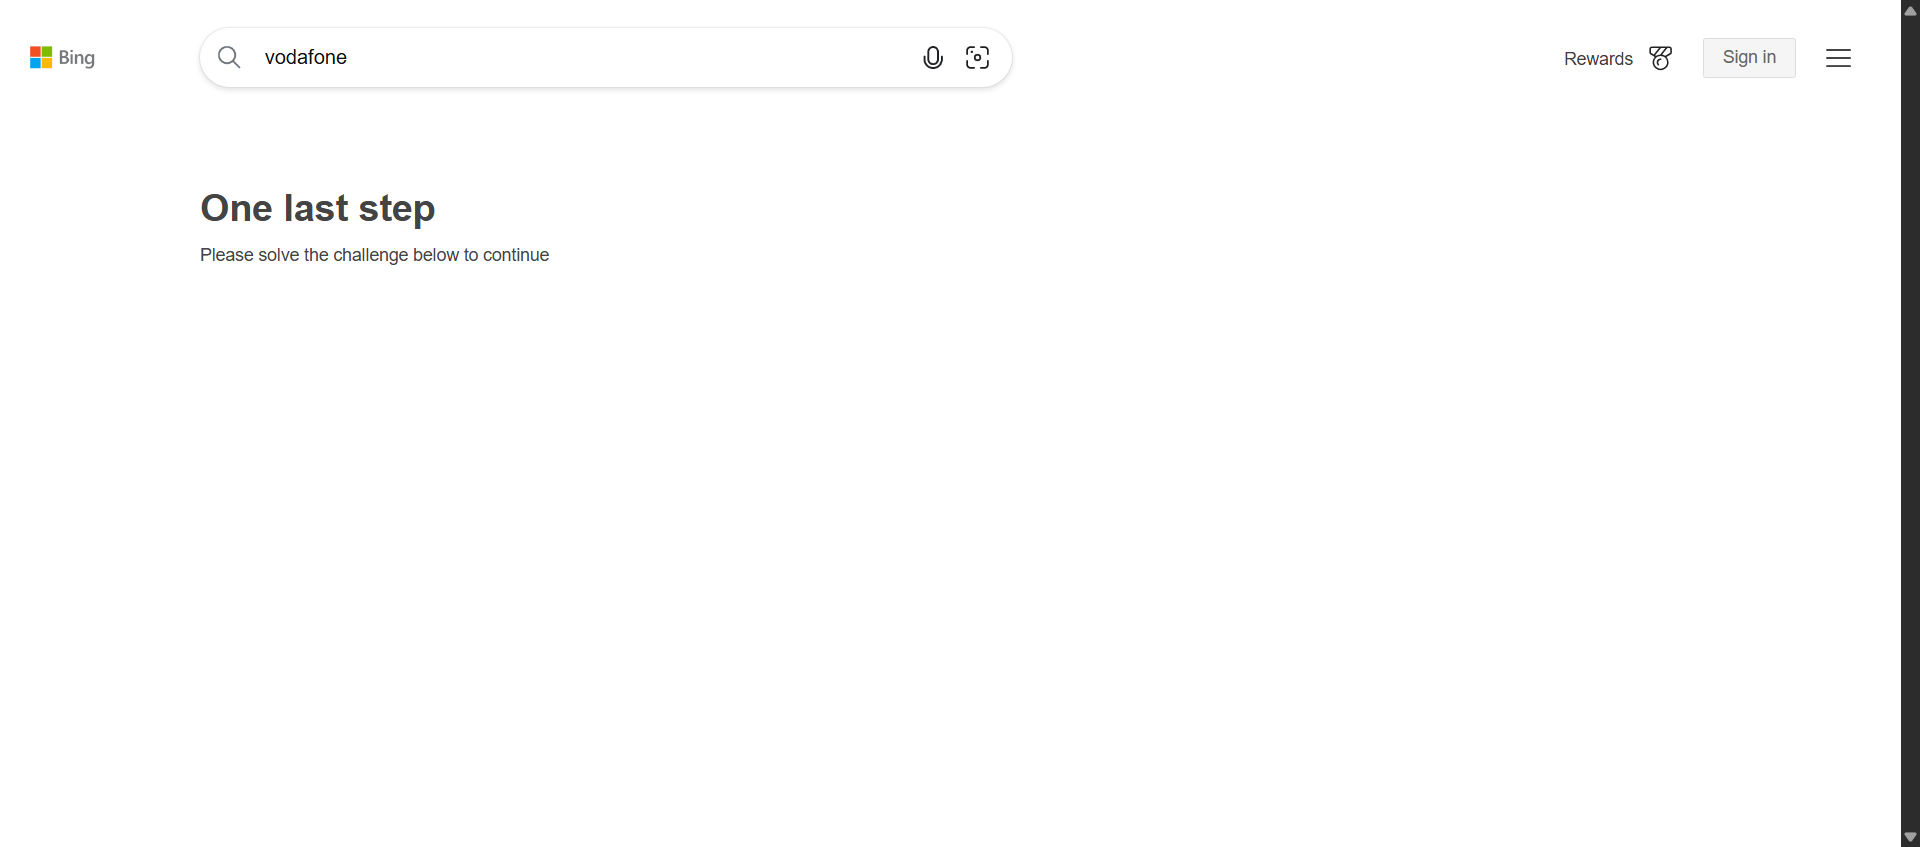 Bing
vodafone
Rewards
Sign in
One last step
Please solve the challenge below to continue